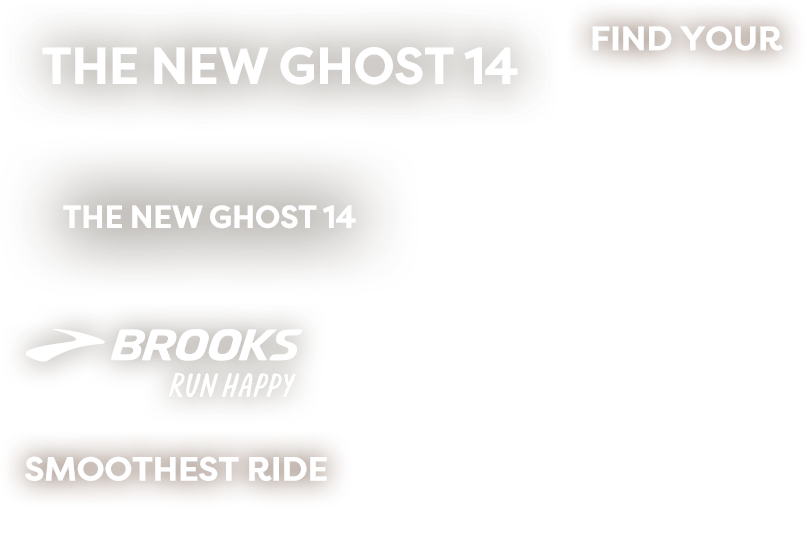 THE NEW GHOST 14
FIND YOUR
THE NEW GHOST 14
BROOKS
RUN HAPPY
SMOOTHEST RIDE